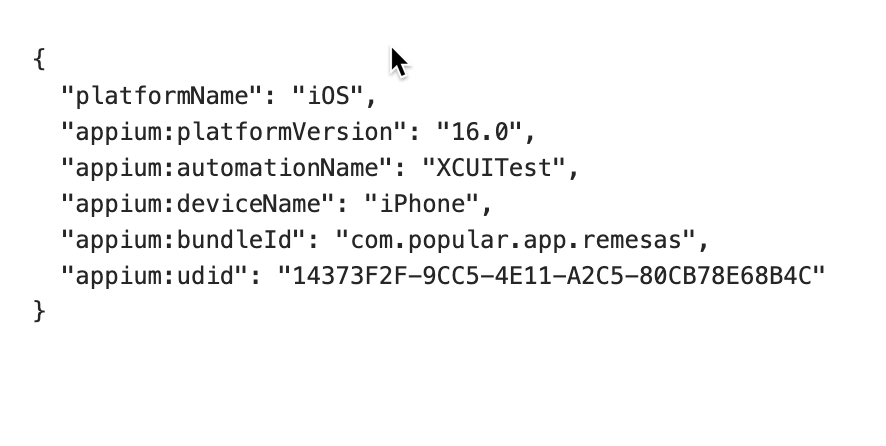 {
"platformName": "iOS",
"appium:platformVersion": "16.0",
"appium:automationName": "XCUITest",
"appium:deviceName": "iPhone",
"appium:bundleId": "com.popular.app.remesas",
"appium:udid": "14373F2F-9CC5-4E11-A2C5-80CB78E68B4C"
}